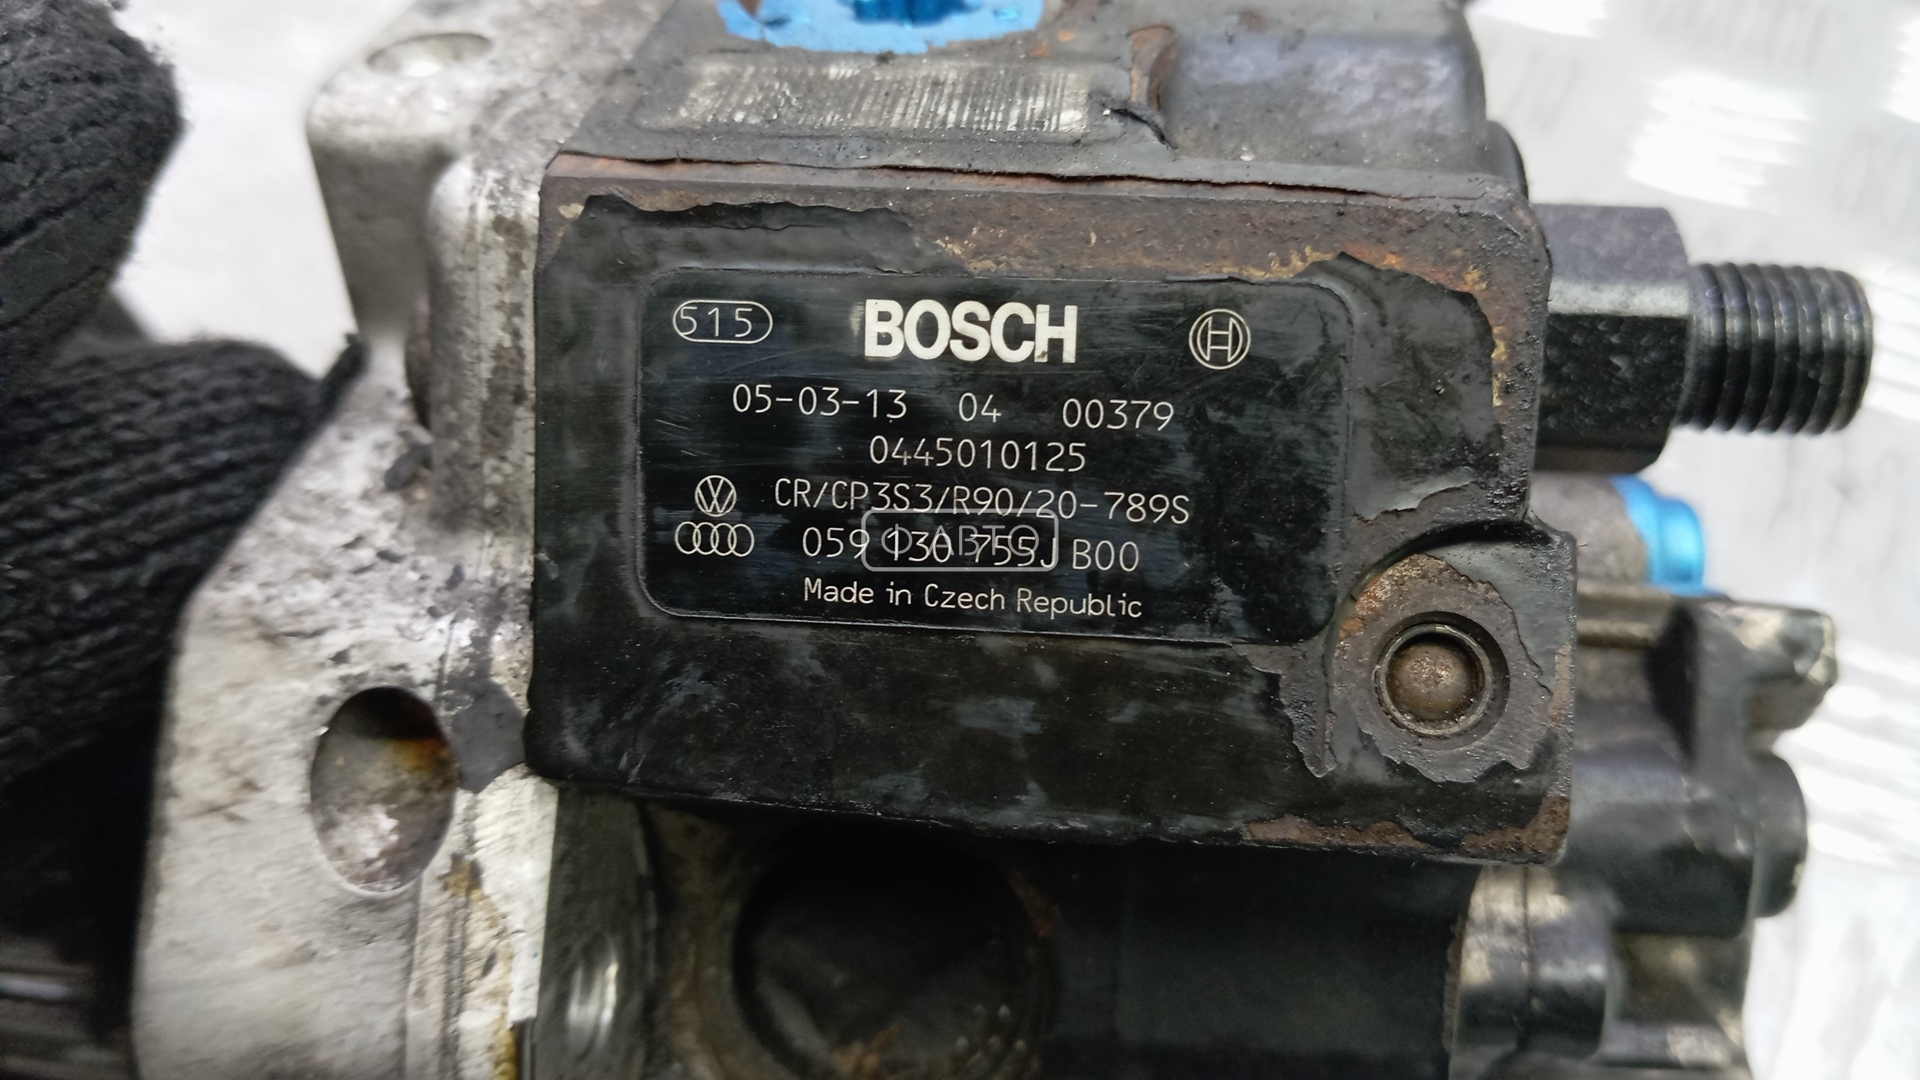 515 BOSCH
05-03-13 04 00379
0445010125
CR/CP3S3/R90/20-789S
059 130 755J B00
Ф-АВТО
Made in Czech Republic